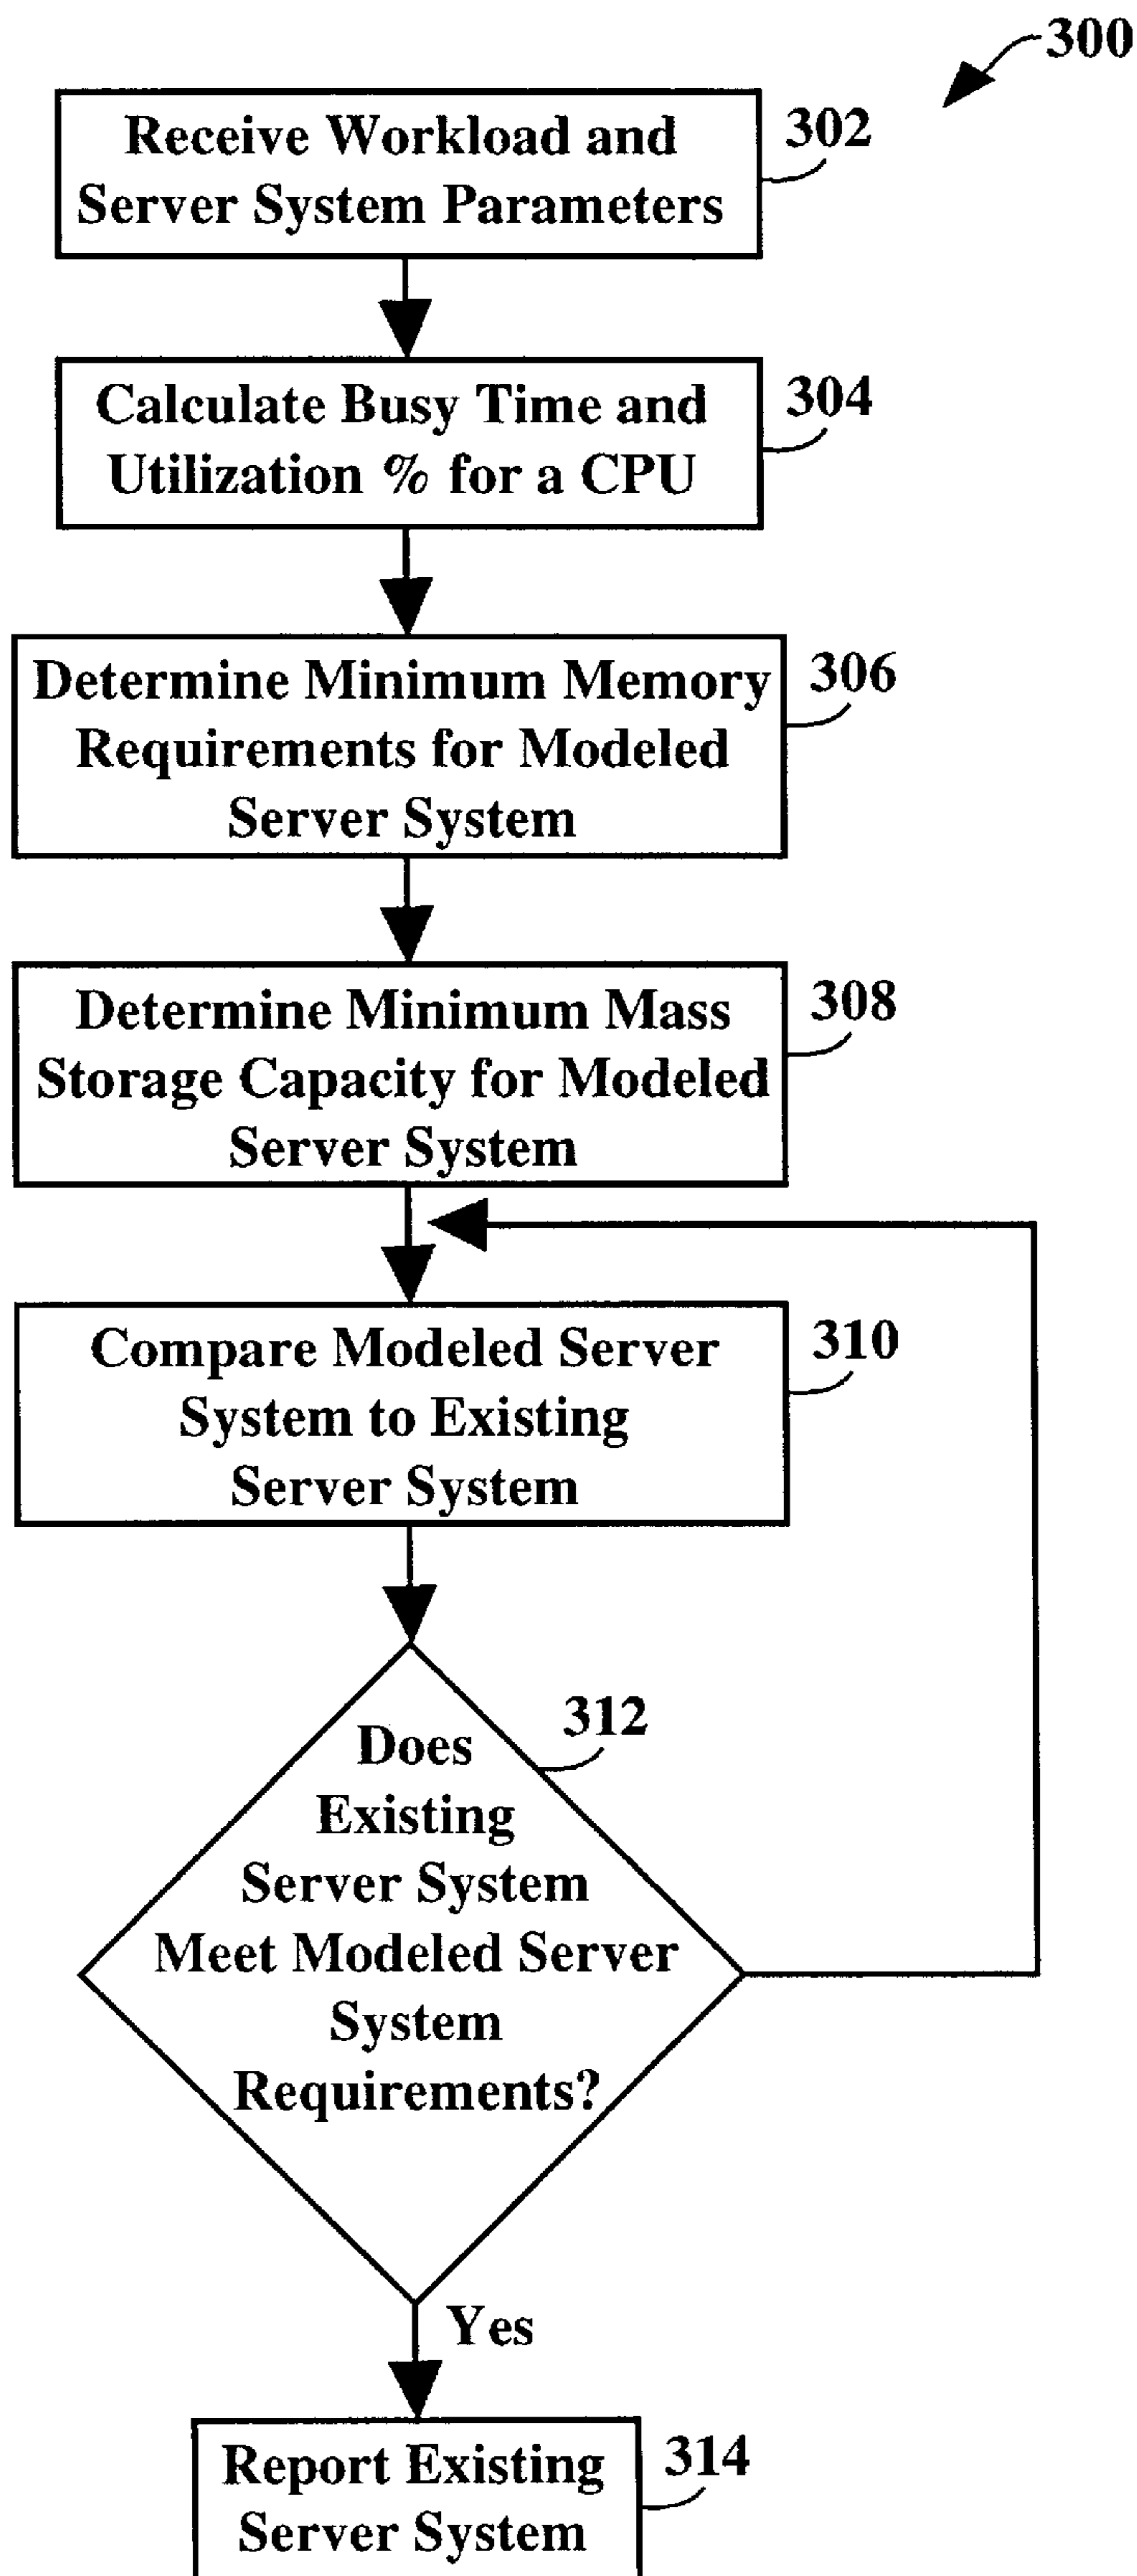 300
Receive Workload and
Server System Parameters
302
Calculate Busy Time and
Utilization % for a CPU
304
Determine Minimum Memory
Requirements for Modeled
Server System
306
Determine Minimum Mass
Storage Capacity for Modeled
Server System
308
Compare Modeled Server
System to Existing
Server System
310
Does
Existing
Server System
Meet Modeled Server
System
Requirements?
312
Yes
Report Existing
Server System
314